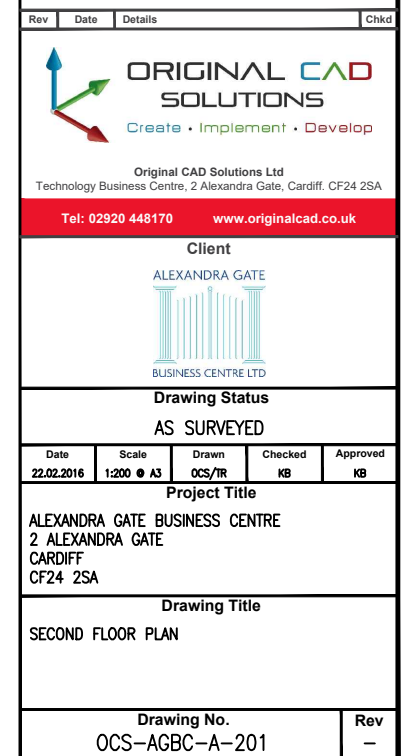 Rev Date Details Chkd
ORIGINAL CAD
SOLUTIONS
Create • Implement • Develop
Original CAD Solutions Ltd
Technology Business Centre, 2 Alexandra Gate, Cardiff. CF24 2SA
Tel: 02920 448170 www.originalcad.co.uk
Client
ALEXANDRA GATE
BUSINESS CENTRE LTD
Drawing Status
AS SURVEYED
Date Scale Drawn Checked Approved
22.02.2016 1:200 @ A3 OCS/TR KB KB
Project Title
ALEXANDRA GATE BUSINESS CENTRE
2 ALEXANDRA GATE
CARDIFF
CF24 2SA
Drawing Title
SECOND FLOOR PLAN
Drawing No. Rev
OCS-AGBC-A-201 -